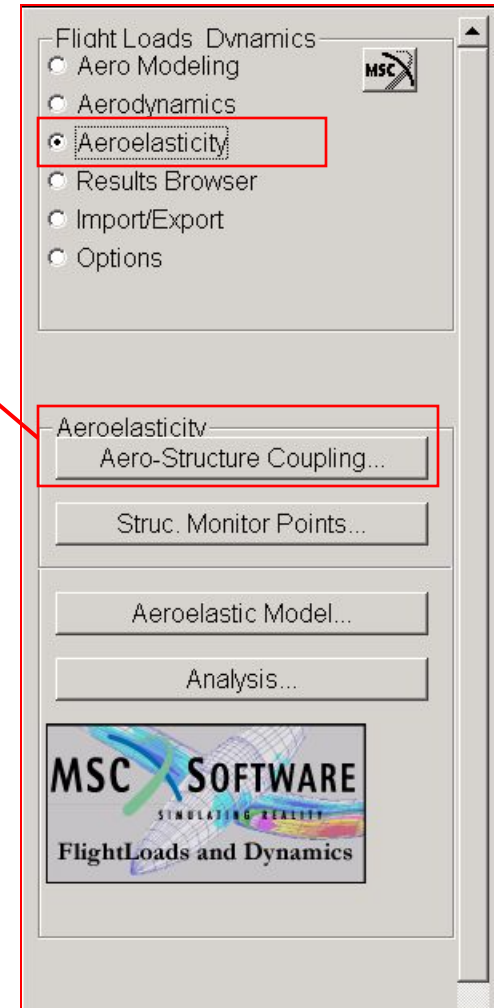 Flight Loads Dynamics
Aero Modeling
MSC
Aerodynamics
Aeroelasticity
Results Browser
Import/Export
Options
Aeroelasticity
Aero-Structure Coupling...
Struc. Monitor Points...
Aeroelastic Model...
Analysis...
MSC SOFTWARE
SIMULATING REALITY
FlightLoads and Dynamics